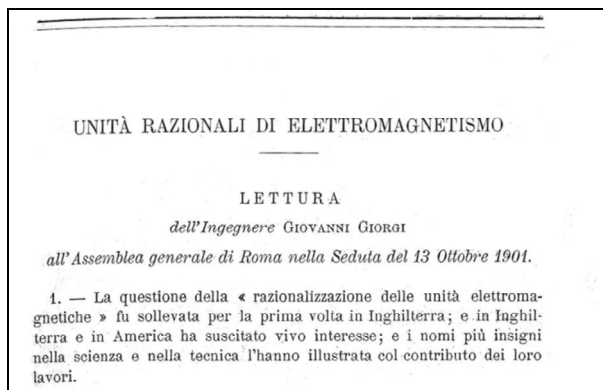 UNITÀ RAZIONALI DI ELETTROMAGNETISMO
LETTURA
dell'Ingegnere GIOVANNI GIORGI
all'Assemblea generale di Roma nella Seduta del 13 Ottobre 1901.
1. — La questione della « razionalizzazione delle unità elettroma-
gnetiche » fu sollevata per la prima volta in Inghilterra; e in Inghil-
terra e in America ha suscitato vivo interesse; e i nomi più insigni
nella scienza e nella tecnica l'hanno illustrata col contributo dei loro
lavori.